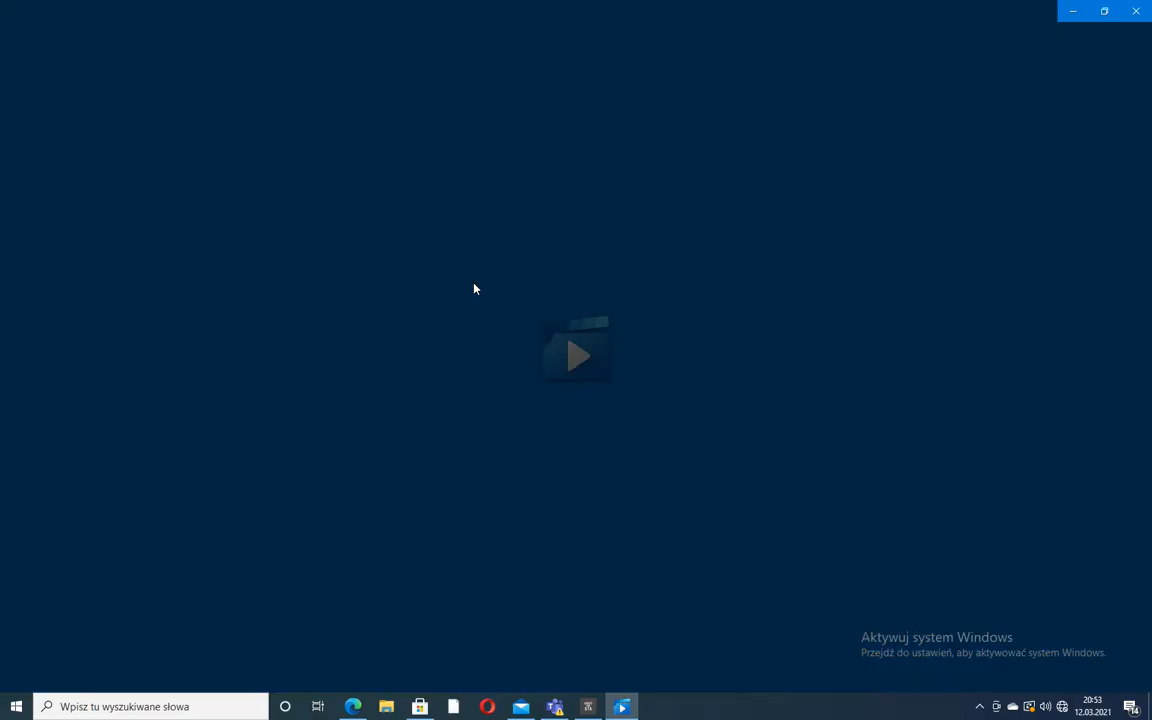 Aktywuj system Windows
Przejdź do ustawień, aby aktywować system Windows.
Wpisz tu wyszukiwane słowa
20:53
12.03.2021
14